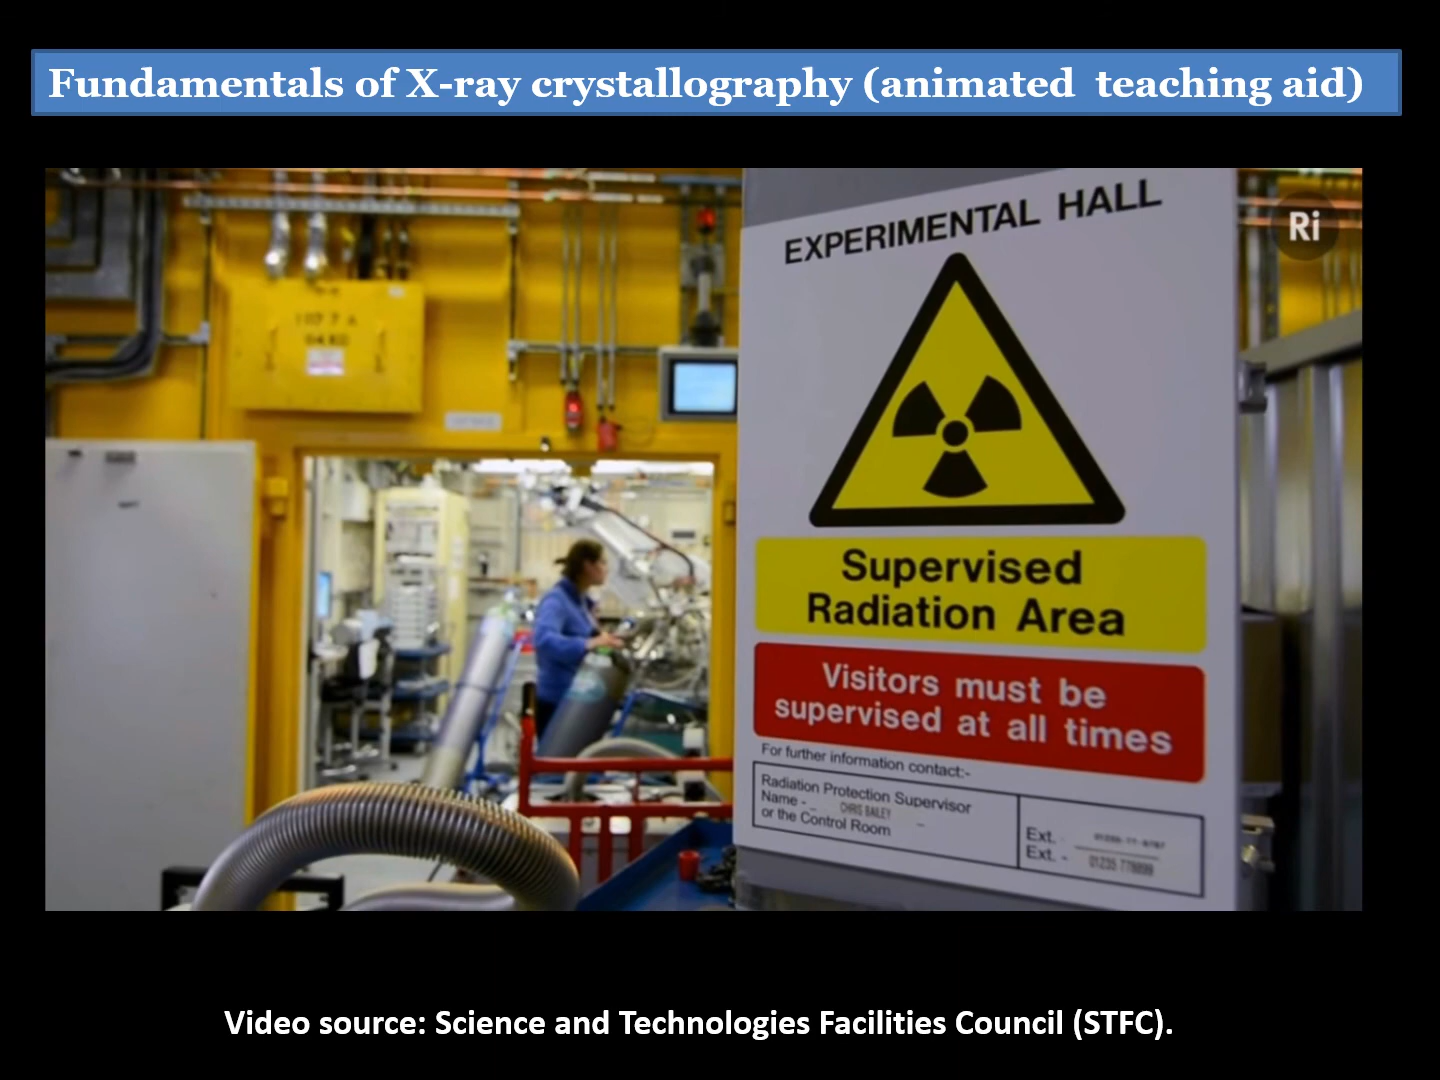 Fundamentals of X-ray crystallography (animated teaching aid)
EXPERIMENTAL HALL
Ri
Supervised
Radiation Area
Visitors must be
supervised at all times
For further information contact:-
Radiation Protection Supervisor
Name - CHRIS BAILEY
or the Control Room
Ext.
Ext. -
Video source: Science and Technologies Facilities Council (STFC).